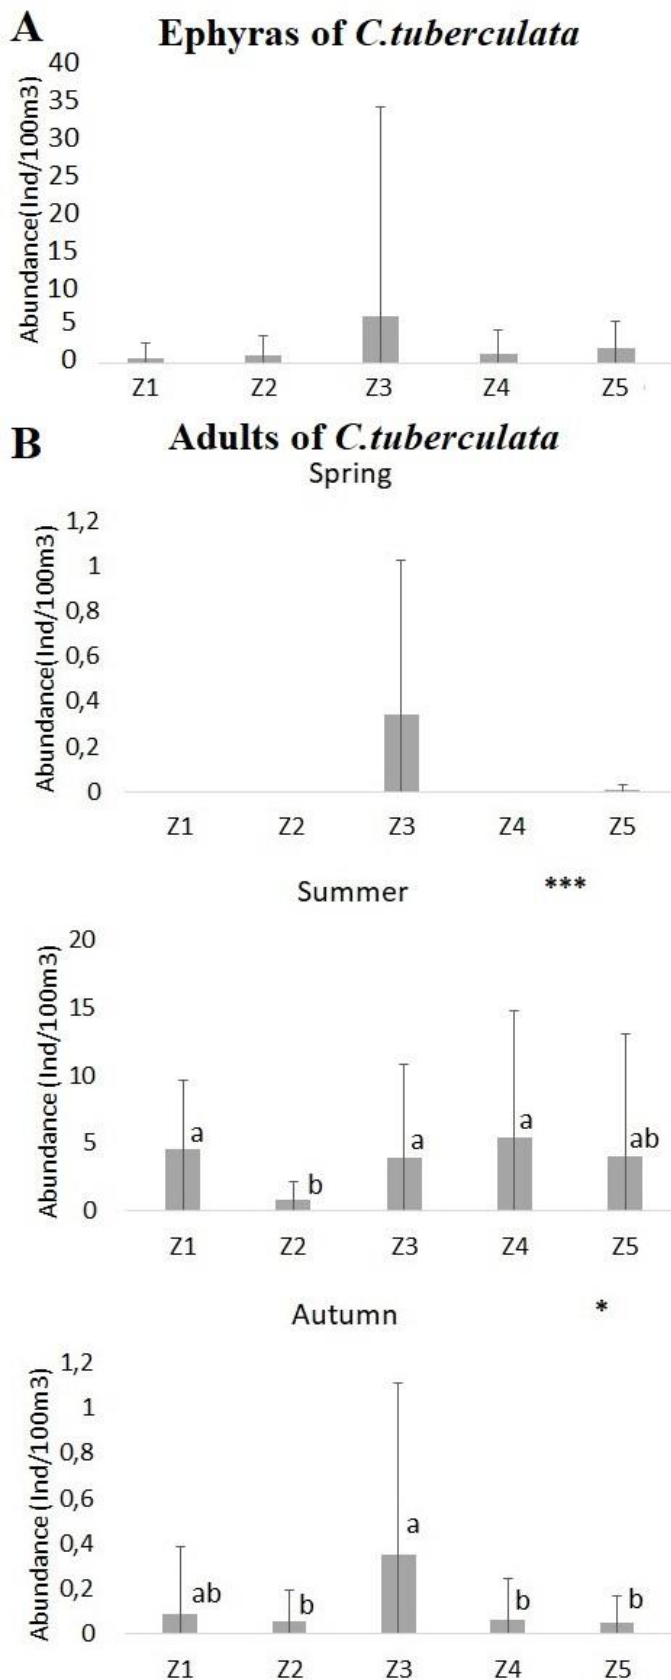 A
Ephyras of C.tuberculata
Abundance(Ind/100m3)
40
35
30
25
20
15
10
5
0
Z1 Z2 Z3 Z4 Z5
B
Adults of C.tuberculata
Spring
Abundance(Ind/100m3)
1,2
1
0,8
0,6
0,4
0,2
0
Z1 Z2 Z3 Z4 Z5
Summer ***
Abundance (Ind/100m3)
20
15
10
5
0
a b a a ab
Z1 Z2 Z3 Z4 Z5
Autumn *
Abundance (Ind/100m3)
1,2
1
0,8
0,6
0,4
0,2
0
ab b a b b
Z1 Z2 Z3 Z4 Z5